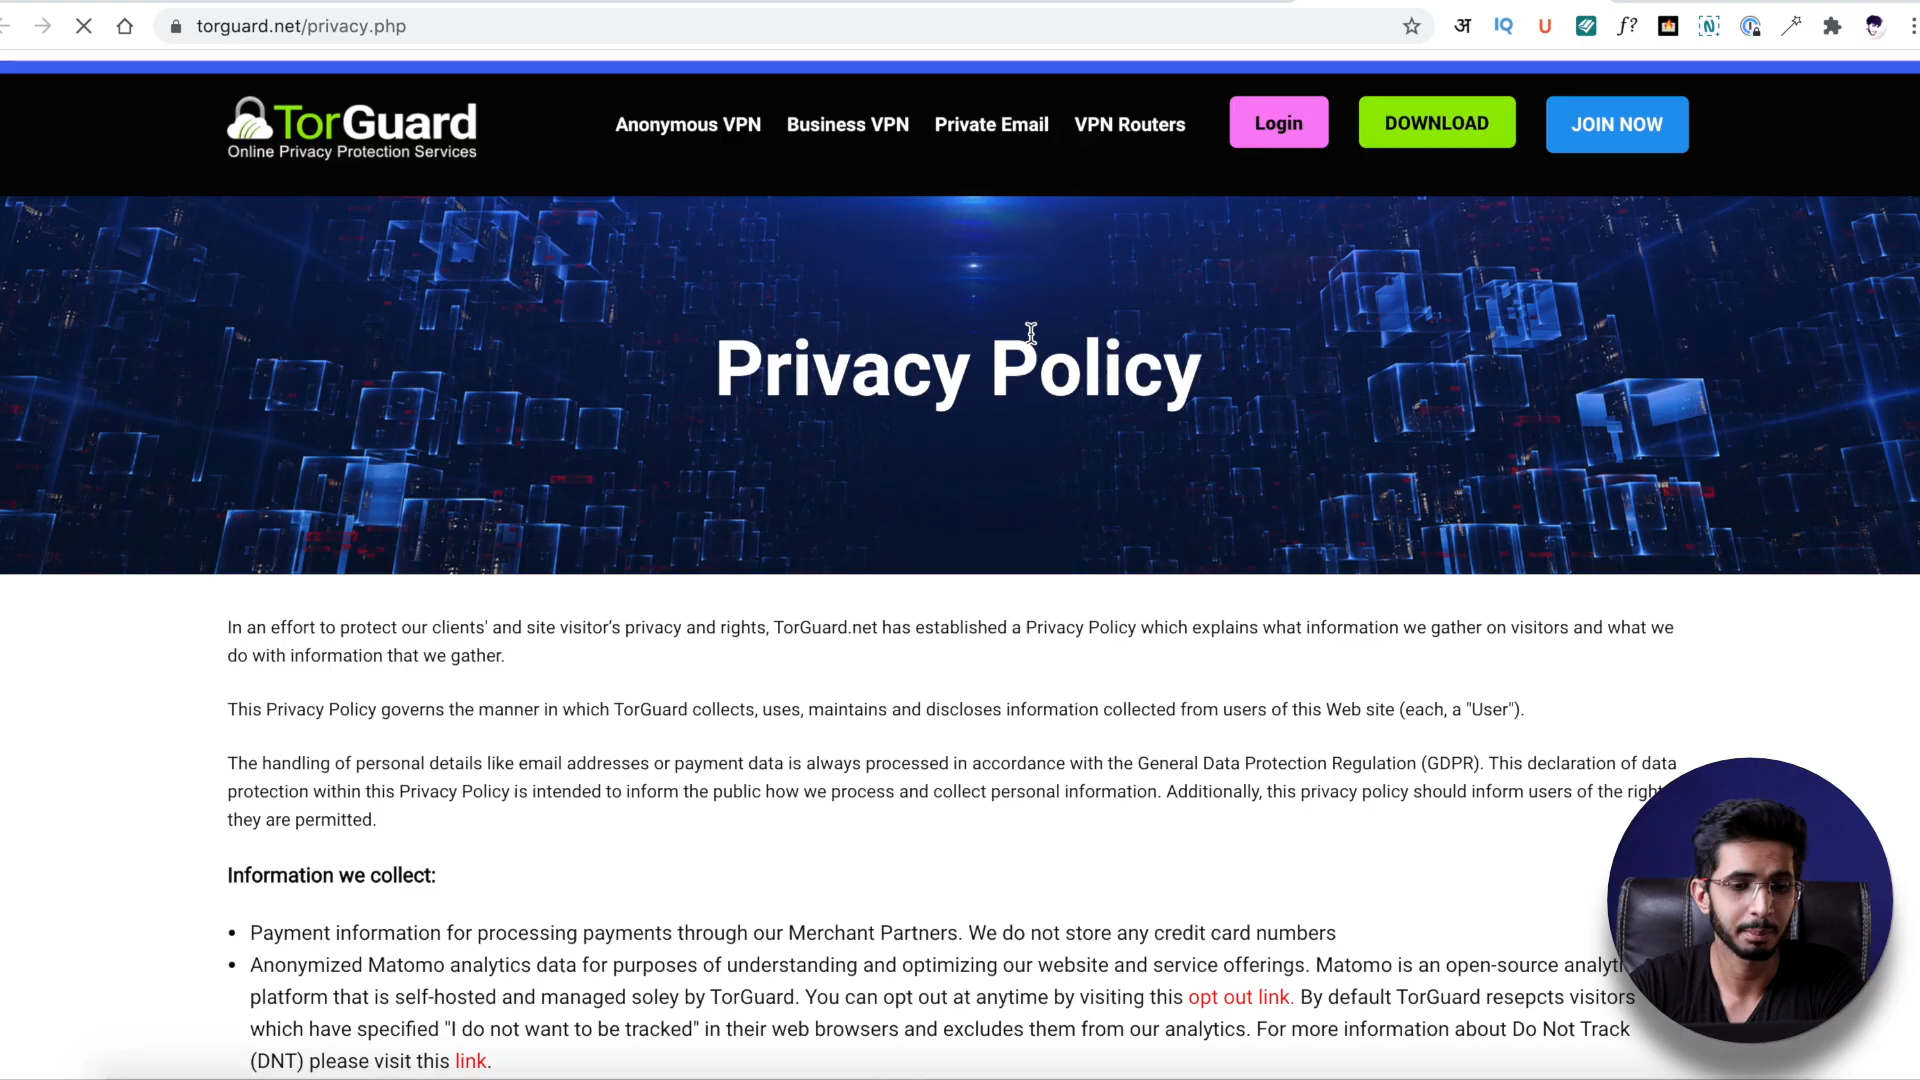 torguard.net/privacy.php
अ IQ U f?
TorGuard
Online Privacy Protection Services
Anonymous VPN Business VPN Private Email VPN Routers Login DOWNLOAD JOIN NOW
Privacy Policy
In an effort to protect our clients' and site visitor’s privacy and rights, TorGuard.net has established a Privacy Policy which explains what information we gather on visitors and what we
do with information that we gather.
This Privacy Policy governs the manner in which TorGuard collects, uses, maintains and discloses information collected from users of this Web site (each, a "User").
The handling of personal details like email addresses or payment data is always processed in accordance with the General Data Protection Regulation (GDPR). This declaration of data
protection within this Privacy Policy is intended to inform the public how we process and collect personal information. Additionally, this privacy policy should inform users of the right
they are permitted.
Information we collect:
• Payment information for processing payments through our Merchant Partners. We do not store any credit card numbers
• Anonymized Matomo analytics data for purposes of understanding and optimizing our website and service offerings. Matomo is an open-source analyti
platform that is self-hosted and managed soley by TorGuard. You can opt out at anytime by visiting this opt out link. By default TorGuard resepcts visitors
which have specified "I do not want to be tracked" in their web browsers and excludes them from our analytics. For more information about Do Not Track
(DNT) please visit this link.